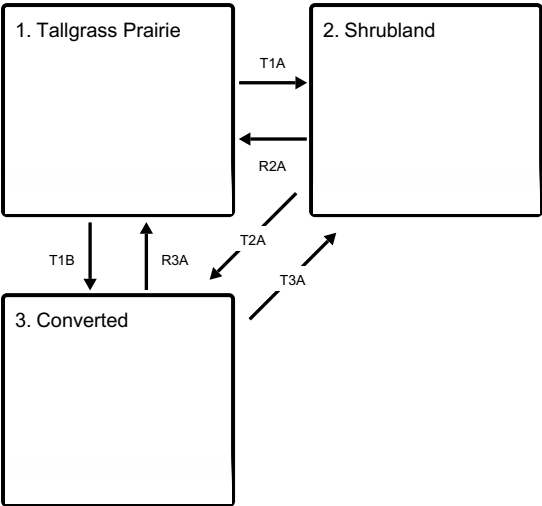 1. Tallgrass Prairie
2. Shrubland
T1A
R2A
T2A
T1B
R3A
T3A
3. Converted